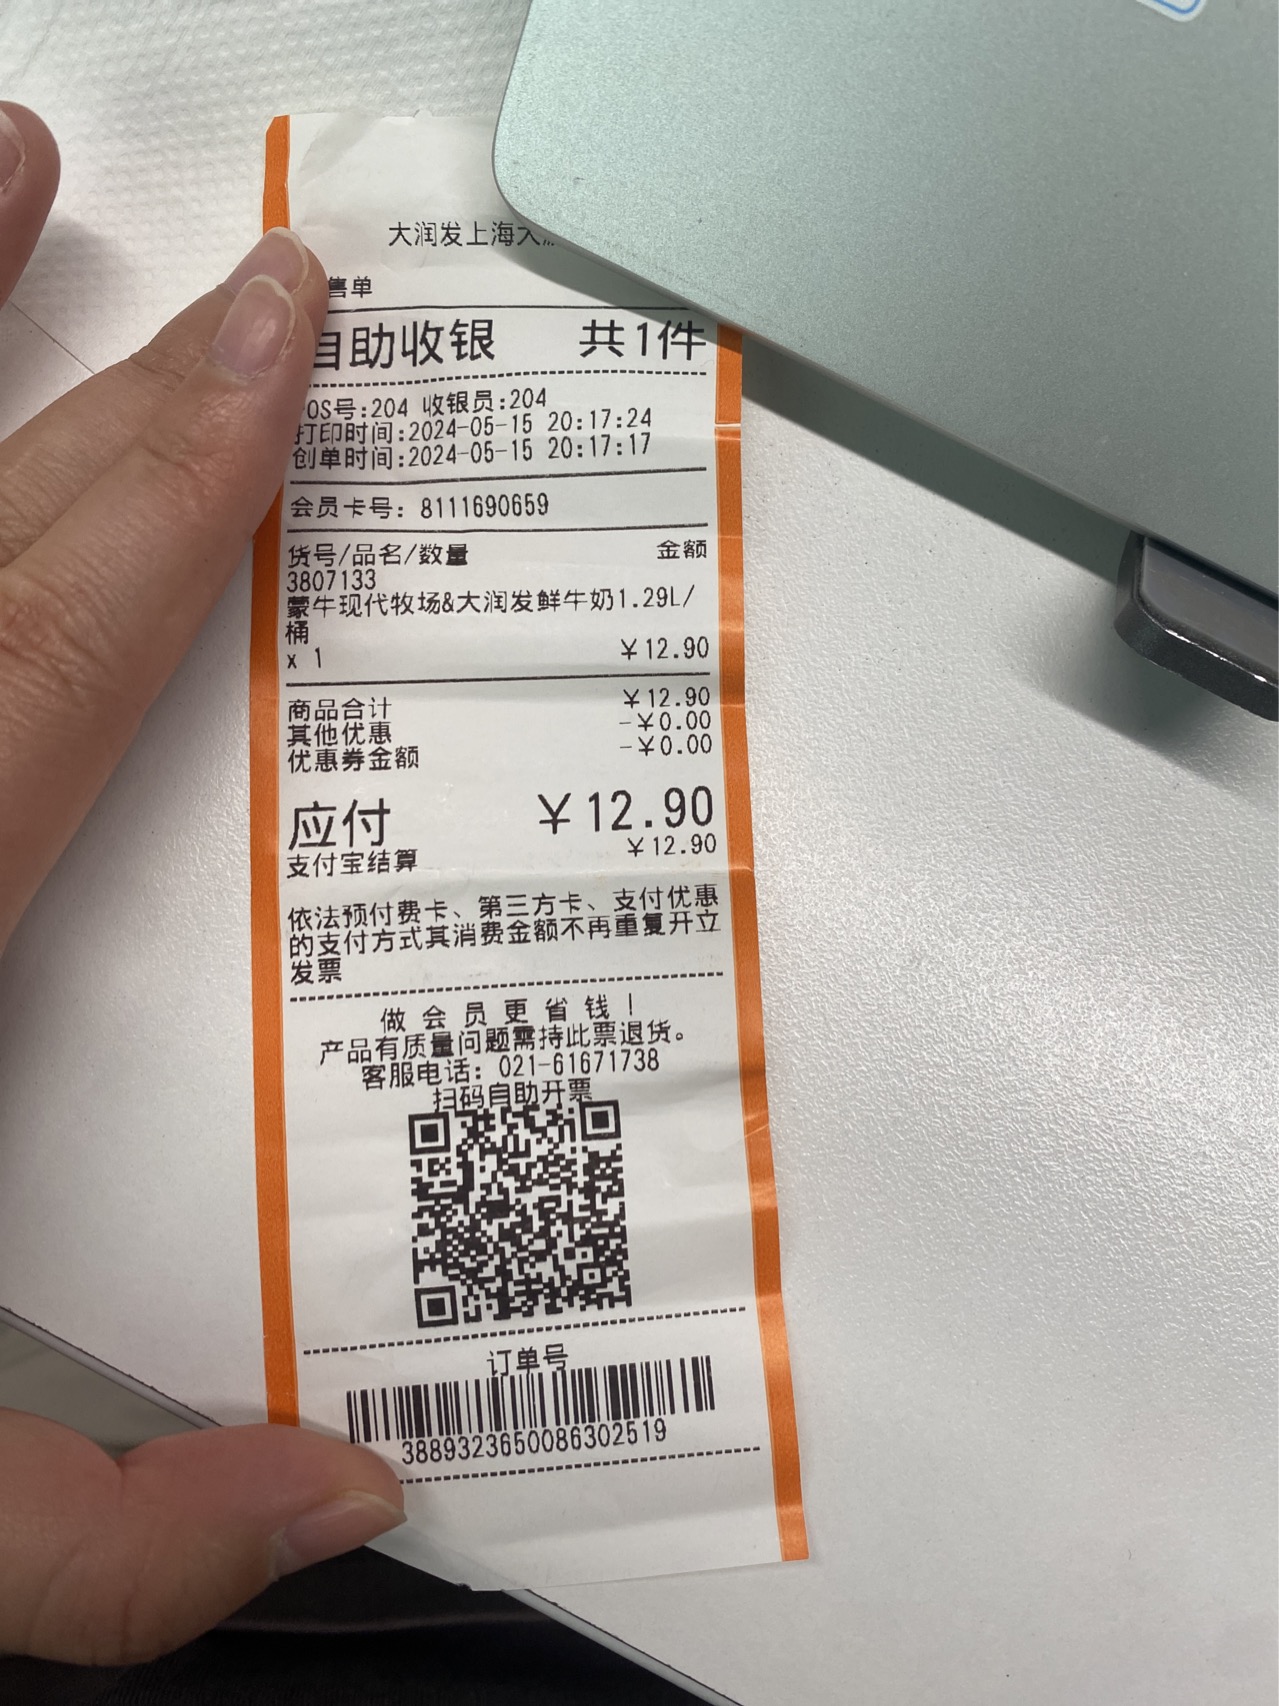 大润发上海大
售单
自助收银 共1件
OS号:204 收银员:204
打印时间:2024-05-15 20:17:24
创单时间:2024-05-15 20:17:17
会员卡号: 8111690659
货号/品名/数量 金额
3807133
蒙牛现代牧场&大润发鲜牛奶1.29L/
桶
x 1 ¥12.90
商品合计 ¥12.90
其他优惠 -¥0.00
优惠券金额 -¥0.00
应付 ¥12.90
支付宝结算 ¥12.90
依法预付费卡、第三方卡、支付优惠
的支付方式其消费金额不再重复开立
发票
做会员更省钱!
产品有质量问题需持此票退货。
客服电话: 021-61671738
扫码自助开票
订单号
3889323650086302519